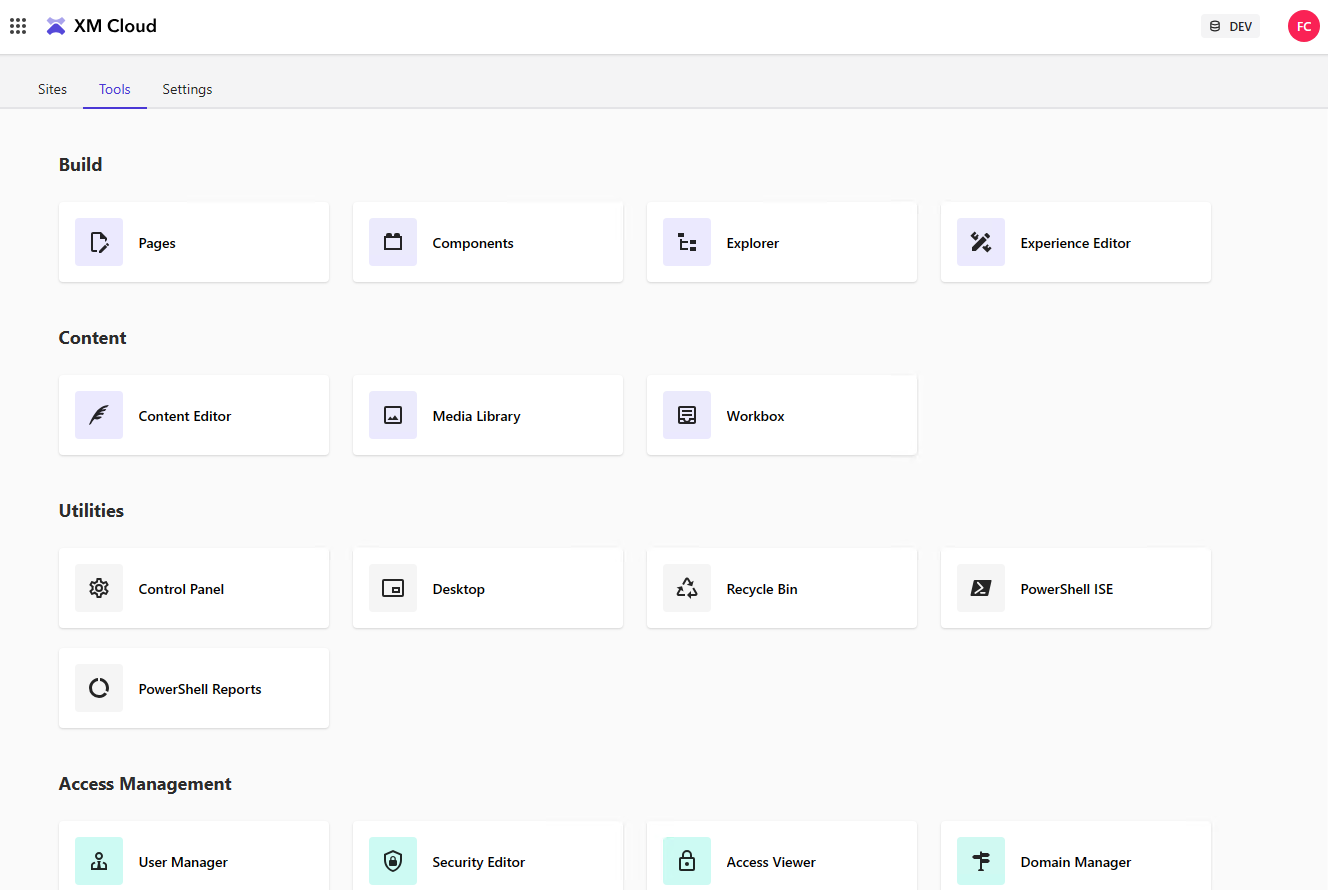 XM Cloud
DEV
FC
Sites Tools Settings
Build
Pages Components Explorer Experience Editor
Content
Content Editor Media Library Workbox
Utilities
Control Panel Desktop Recycle Bin PowerShell ISE
PowerShell Reports
Access Management
User Manager Security Editor Access Viewer Domain Manager